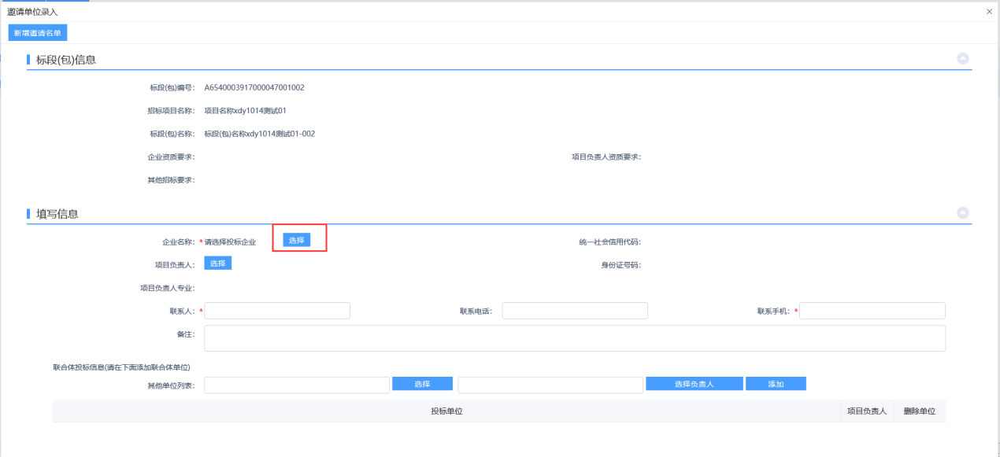 邀请单位录入
新增邀请名单
标段(包)信息
标段(包)编号: A6540003917000047001002
招标项目名称: 项目名称xdy1014测试01
标段(包)名称: 标段(包)名称xdy1014测试01-002
企业资质要求: 项目负责人资质要求:
其他招标要求:
填写信息
企业名称: *请选择投标企业 选择 统一社会信用代码:
项目负责人: 选择 身份证号码:
项目负责人专业:
联系人: * 联系电话: 联系手机: *
备注:
联合体投标信息(请在下面添加联合体单位)
其他单位列表: 选择 选择负责人 添加
投标单位 项目负责人 删除单位